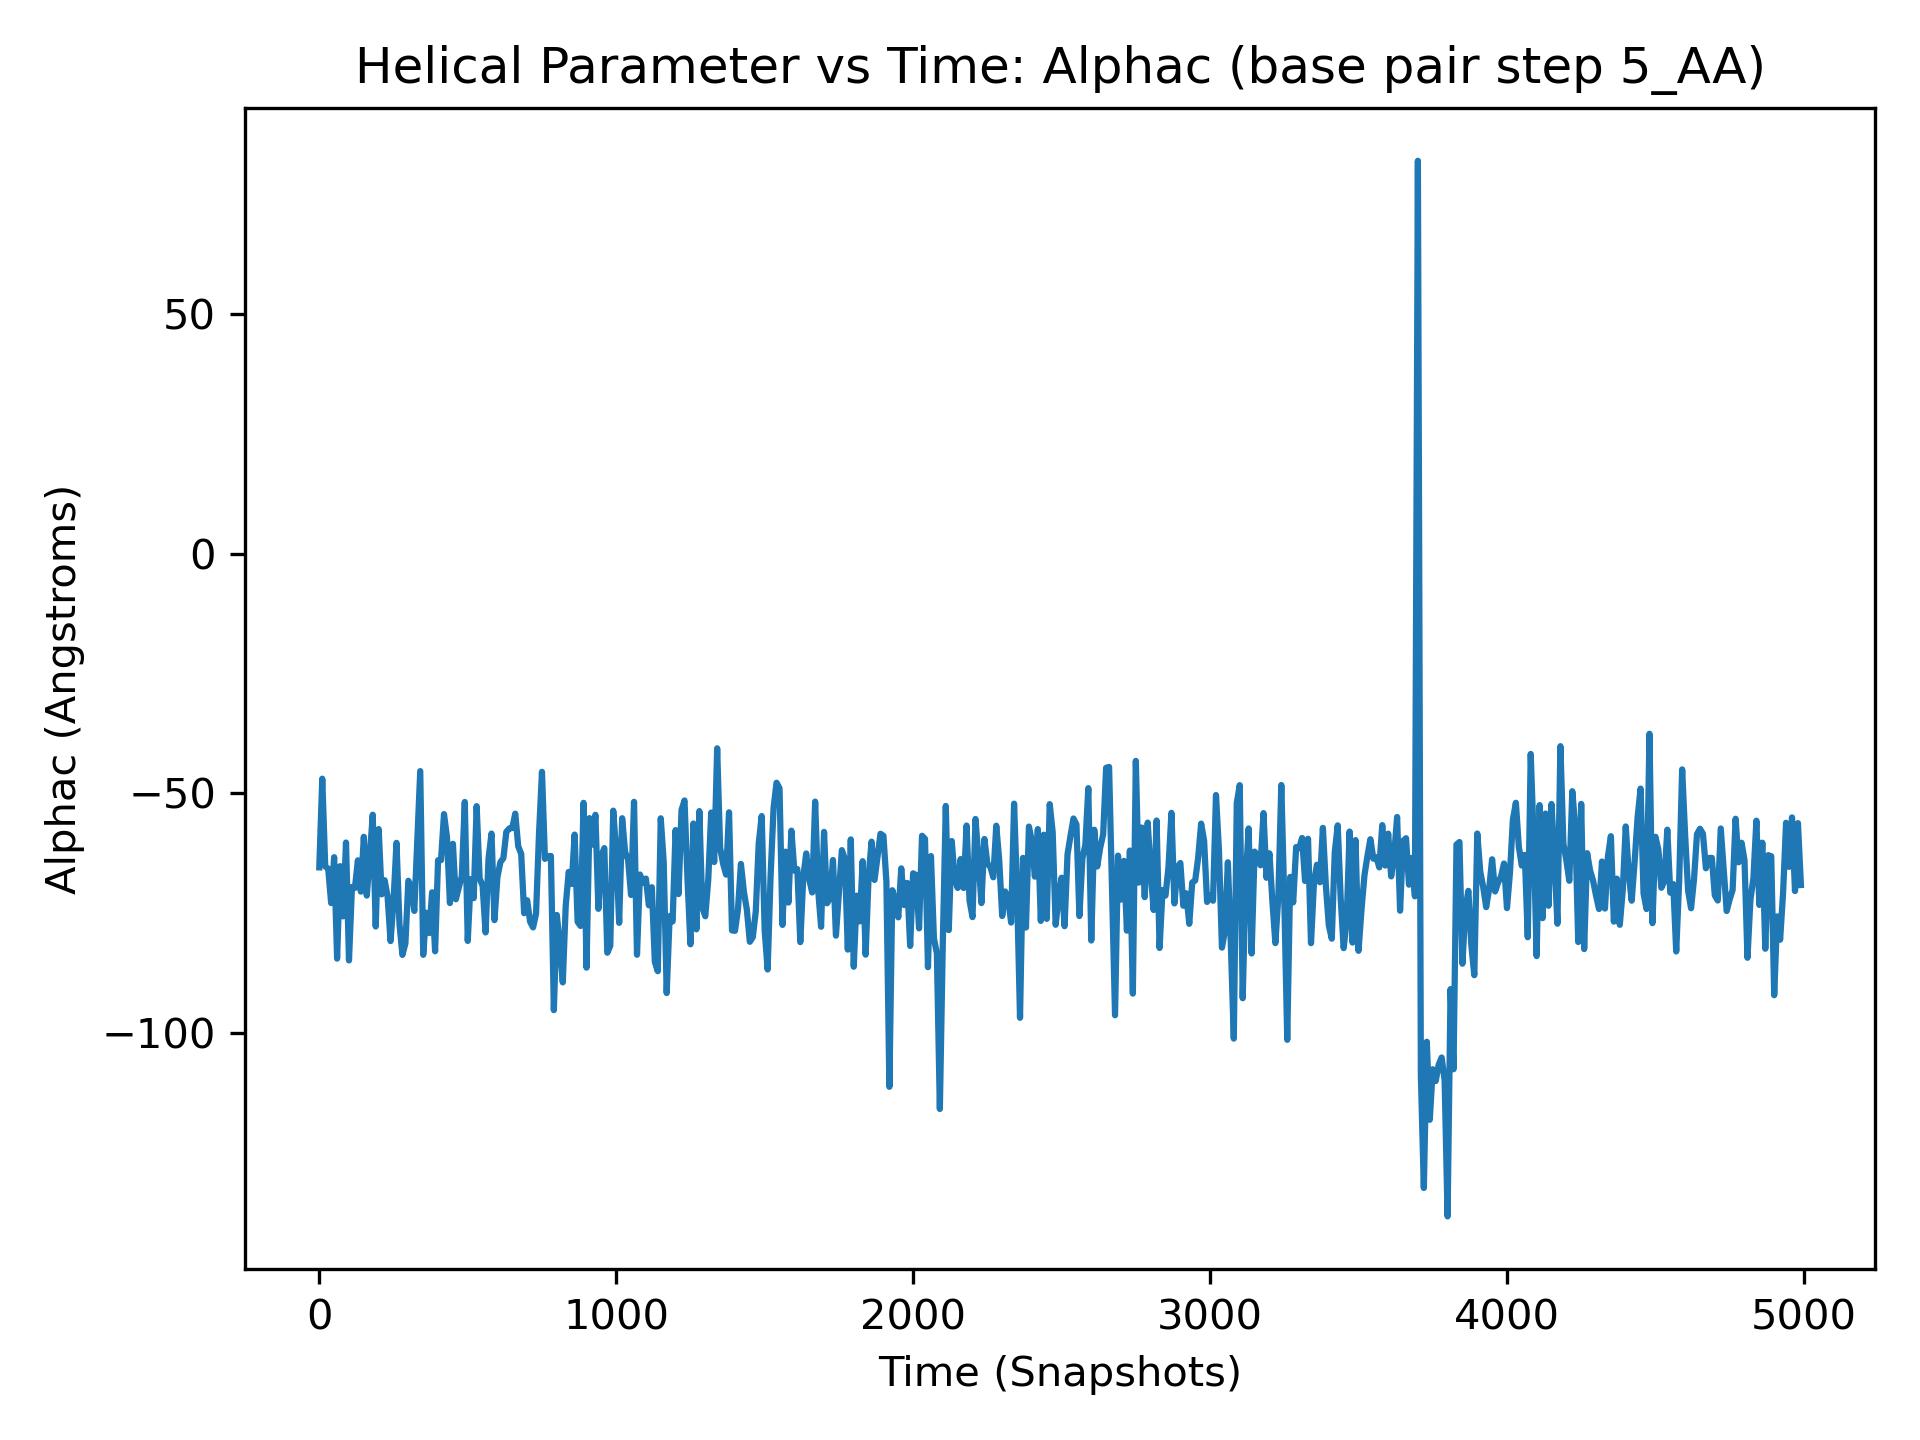 Helical Parameter vs Time: Alphac (base pair step 5_AA)
Alphac (Angstroms)
50
0
−50
−100
0 1000 2000 3000 4000 5000
Time (Snapshots)